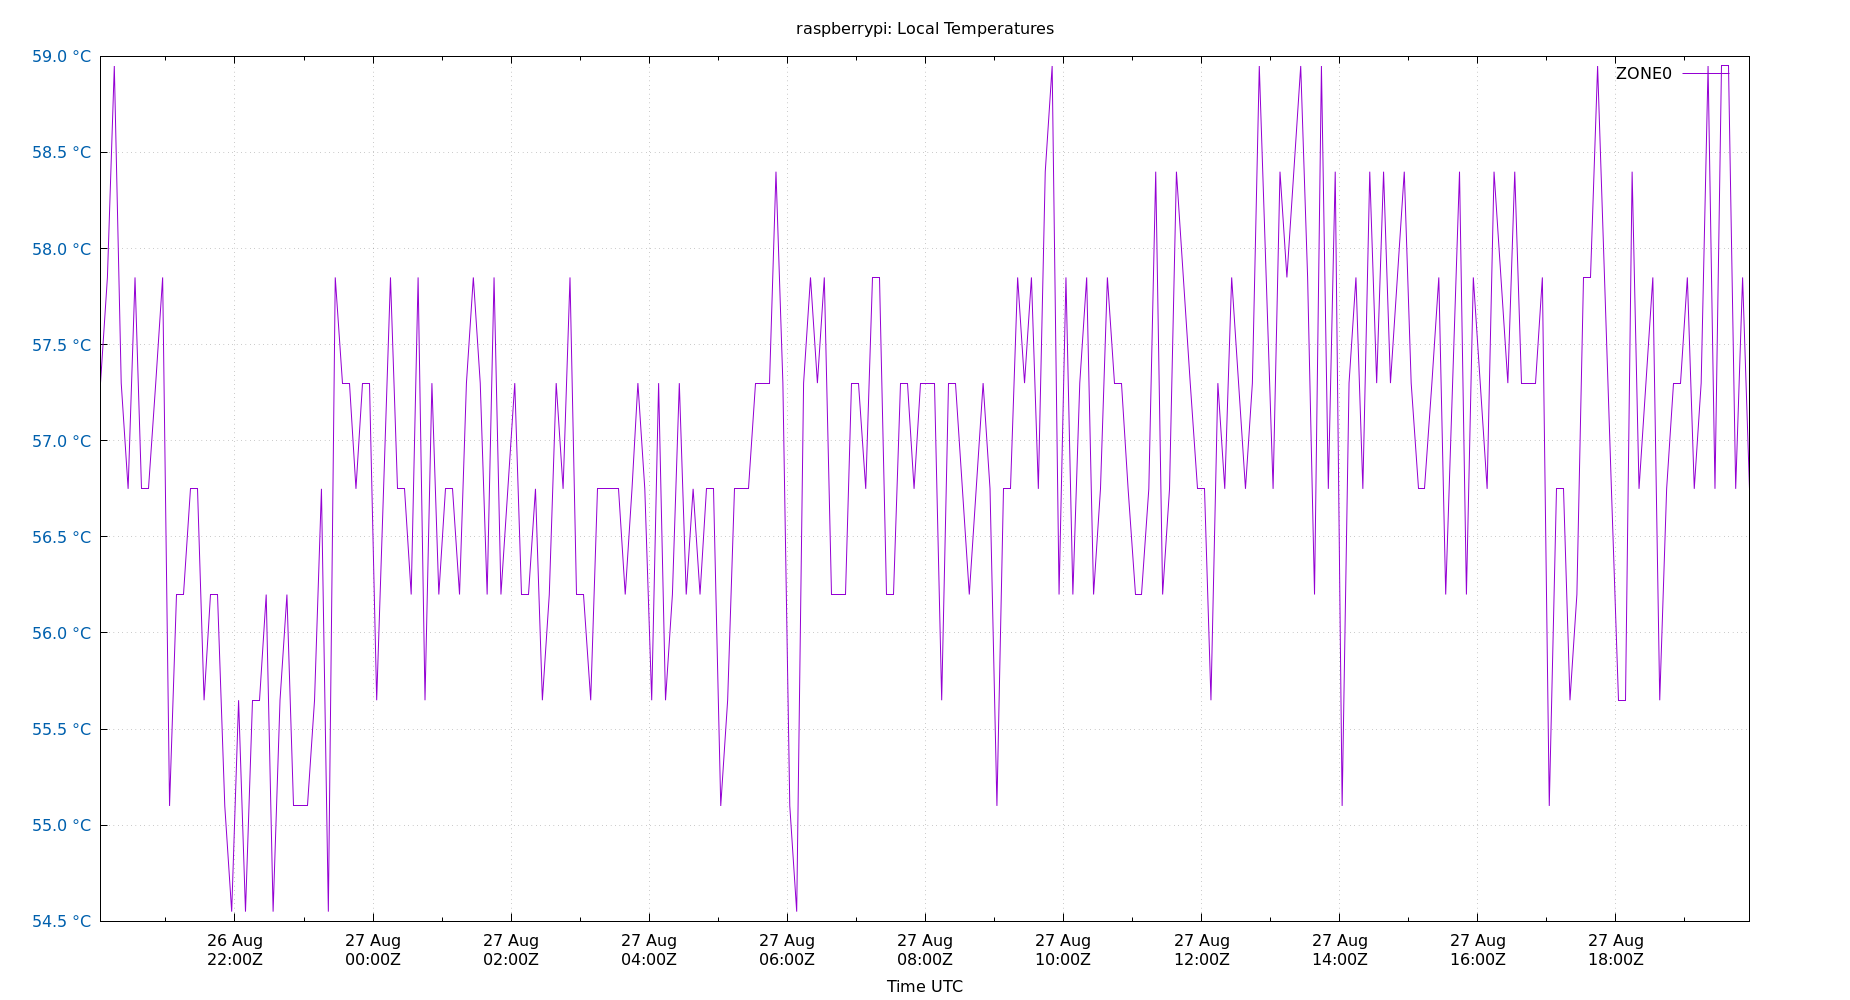 raspberrypi: Local Temperatures
59.0 °C
ZONE0
58.5 °C
58.0 °C
57.5 °C
57.0 °C
56.5 °C
56.0 °C
55.5 °C
55.0 °C
54.5 °C
26 Aug 27 Aug 27 Aug 27 Aug 27 Aug 27 Aug 27 Aug 27 Aug 27 Aug 27 Aug 27 Aug
22:00Z 00:00Z 02:00Z 04:00Z 06:00Z 08:00Z 10:00Z 12:00Z 14:00Z 16:00Z 18:00Z
Time UTC